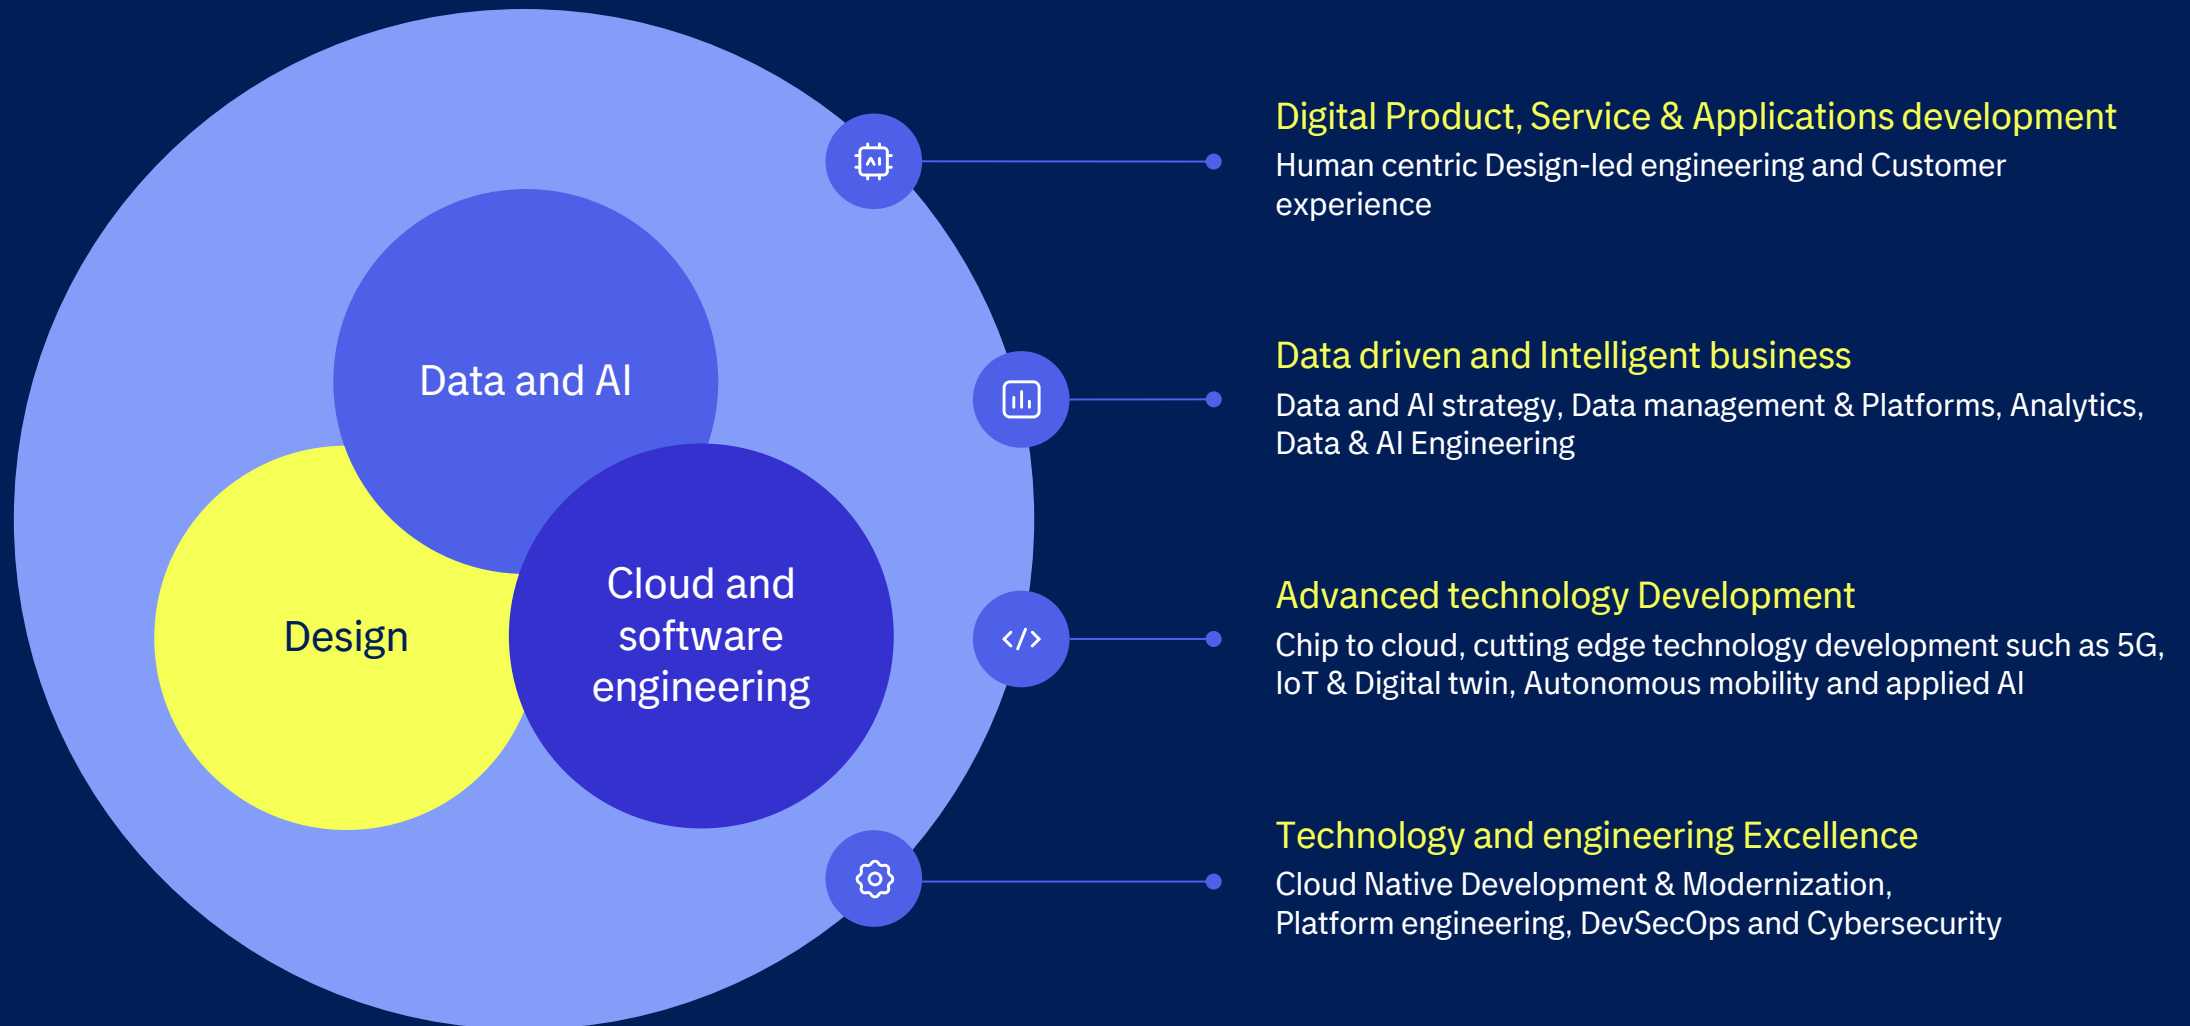 Data and AI
Design
Cloud and
software
engineering
AI
Digital Product, Service & Applications development
Human centric Design-led engineering and Customer
experience
Data driven and Intelligent business
Data and AI strategy, Data management & Platforms, Analytics,
Data & AI Engineering
</>
Advanced technology Development
Chip to cloud, cutting edge technology development such as 5G,
IoT & Digital twin, Autonomous mobility and applied AI
Technology and engineering Excellence
Cloud Native Development & Modernization,
Platform engineering, DevSecOps and Cybersecurity